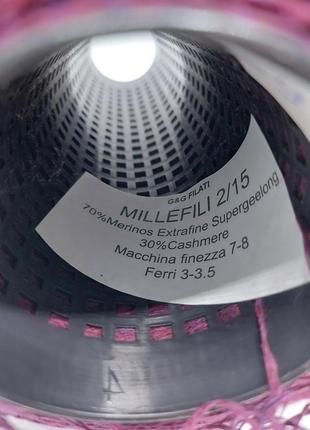 G&G FILATI
MILLEFILI 2/15
70%Merinos Extrafine Supergeelong
30%Cashmere
Macchina finezza 7-8
Ferri 3-3.5
4